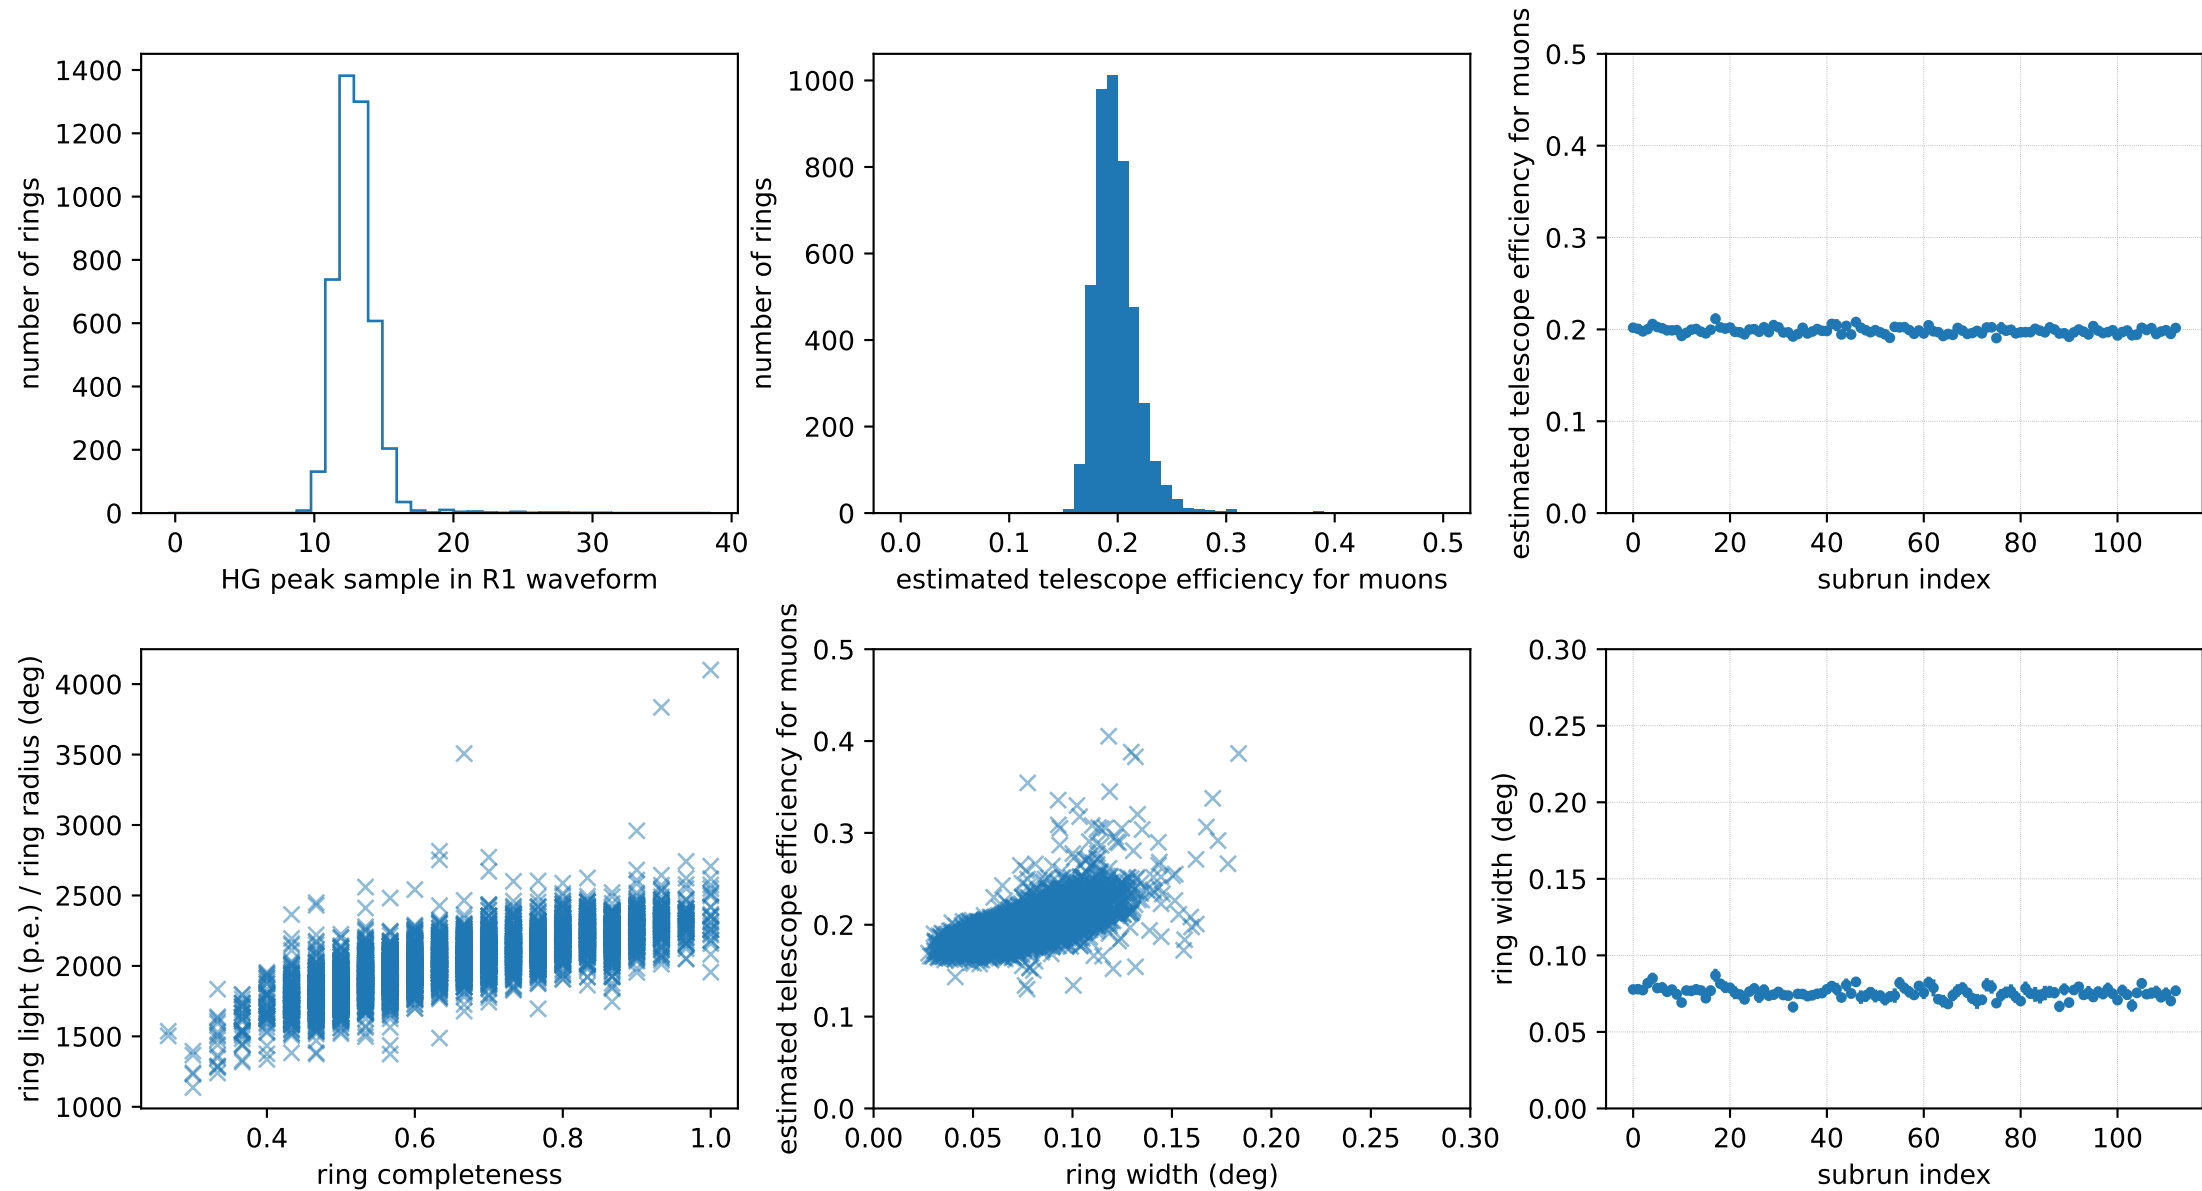 number of rings
1400
1200
1000
800
600
400
200
0
0 10 20 30 40
HG peak sample in R1 waveform
number of rings
1000
800
600
400
200
0
0.0 0.1 0.2 0.3 0.4 0.5
estimated telescope efficiency for muons
estimated telescope efficiency for muons
0.5
0.4
0.3
0.2
0.1
0.0
0 20 40 60 80 100
subrun index
ring light (p.e.) / ring radius (deg)
4000
3500
3000
2500
2000
1500
1000
0.4 0.6 0.8 1.0
ring completeness
estimated telescope efficiency for muons
0.5
0.4
0.3
0.2
0.1
0.0
0.00 0.05 0.10 0.15 0.20 0.25 0.30
ring width (deg)
ring width (deg)
0.30
0.25
0.20
0.15
0.10
0.05
0.00
0 20 40 60 80 100
subrun index